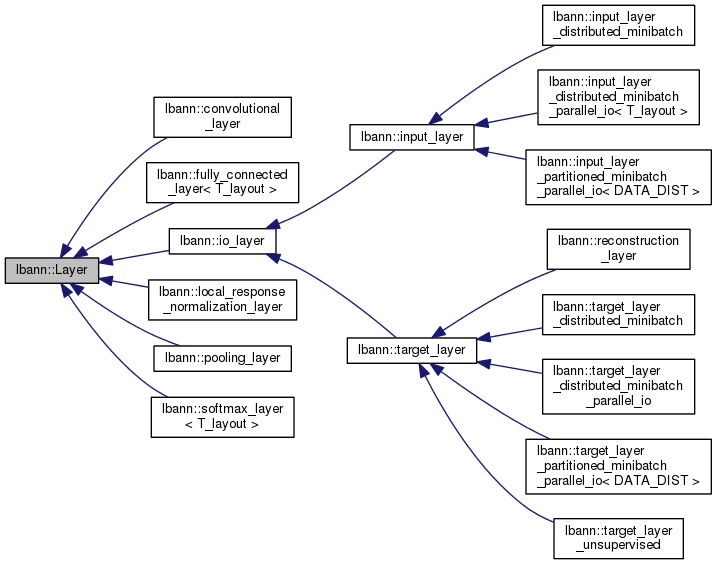 lbann::Layer
lbann::convolutional
_layer
lbann::fully_connected
_layer< T_layout >
lbann::io_layer
lbann::local_response
_normalization_layer
lbann::pooling_layer
lbann::softmax_layer
< T_layout >
lbann::input_layer
lbann::target_layer
lbann::input_layer
_distributed_minibatch
lbann::input_layer
_distributed_minibatch
_parallel_io< T_layout >
lbann::input_layer
_partitioned_minibatch
_parallel_io< DATA_DIST >
lbann::reconstruction
_layer
lbann::target_layer
_distributed_minibatch
lbann::target_layer
_distributed_minibatch
_parallel_io
lbann::target_layer
_partitioned_minibatch
_parallel_io< DATA_DIST >
lbann::target_layer
_unsupervised